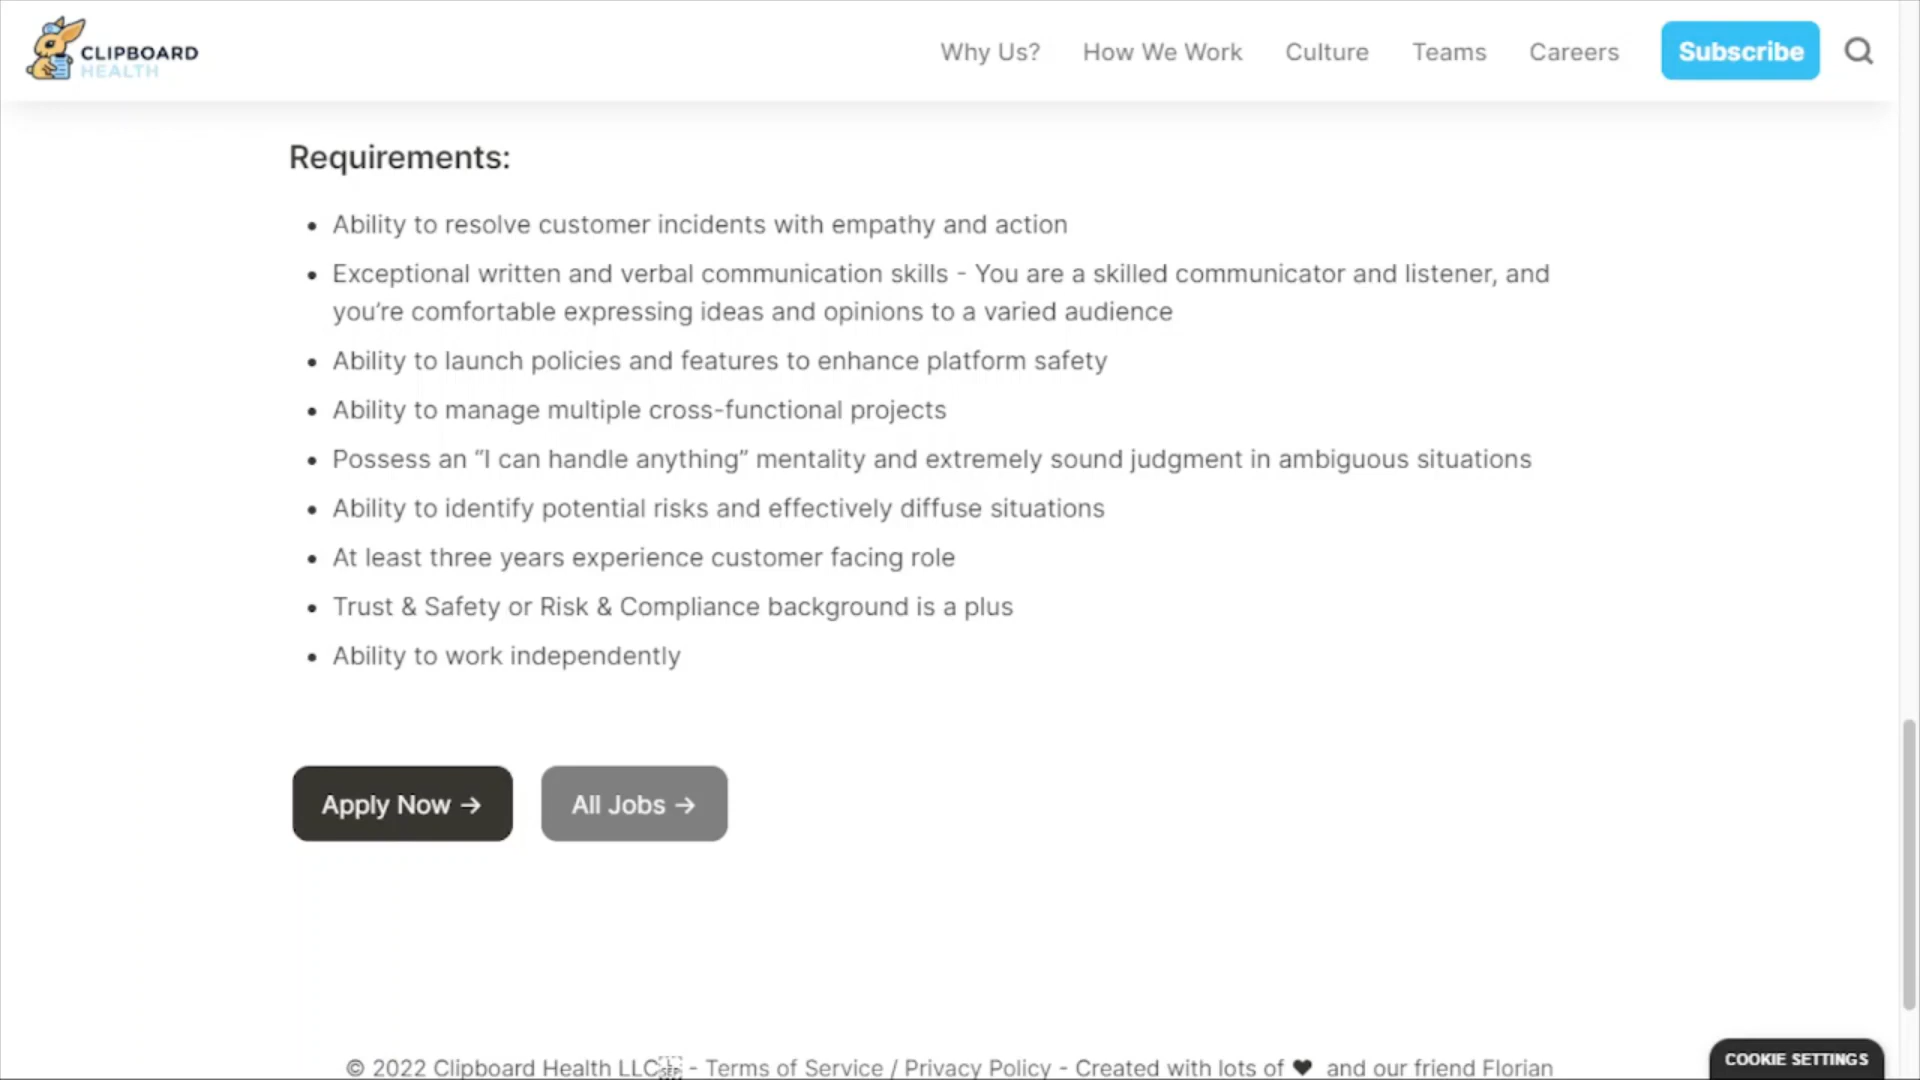 CLIPBOARD
HEALTH
Why Us? How We Work Culture Teams Careers Subscribe
Requirements:
• Ability to resolve customer incidents with empathy and action
• Exceptional written and verbal communication skills - You are a skilled communicator and listener, and
you’re comfortable expressing ideas and opinions to a varied audience
• Ability to launch policies and features to enhance platform safety
• Ability to manage multiple cross-functional projects
• Possess an “I can handle anything” mentality and extremely sound judgment in ambiguous situations
• Ability to identify potential risks and effectively diffuse situations
• At least three years experience customer facing role
• Trust & Safety or Risk & Compliance background is a plus
• Ability to work independently
Apply Now → All Jobs →
© 2022 Clipboard Health LLC - Terms of Service / Privacy Policy - Created with lots of ♥ and our friend Florian
COOKIE SETTINGS